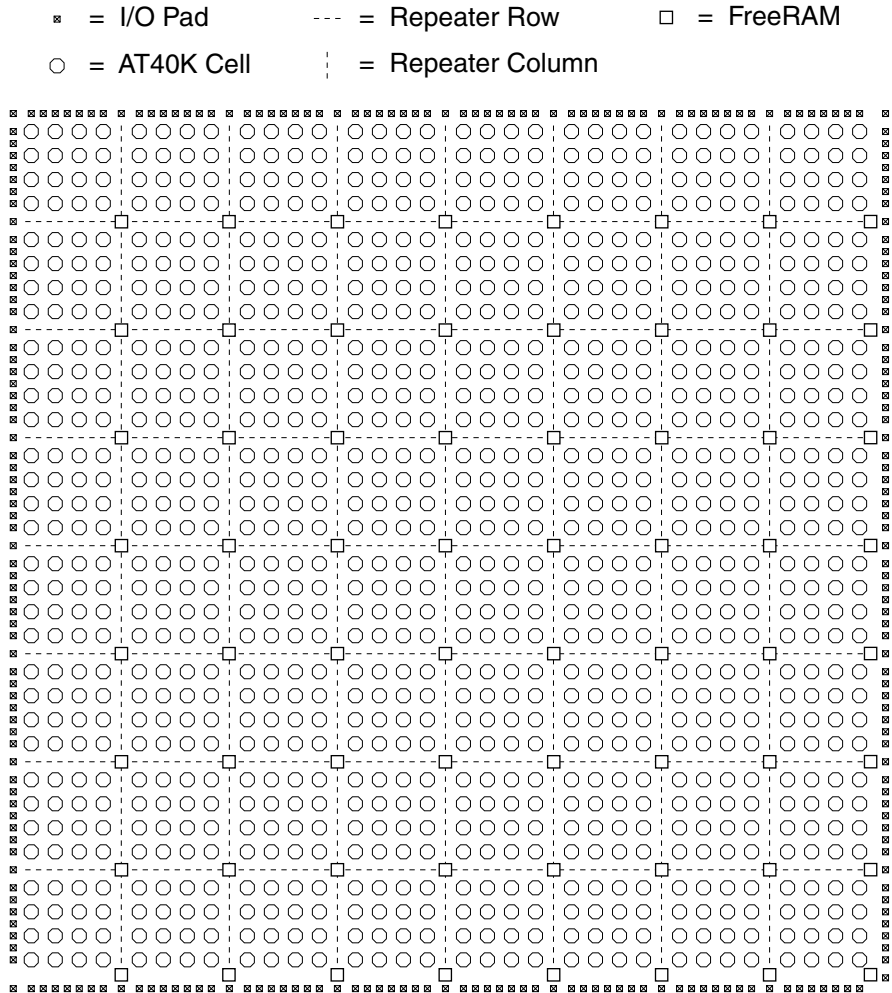 = I/O Pad
= Repeater Row
= FreeRAM
= AT40K Cell
= Repeater Column